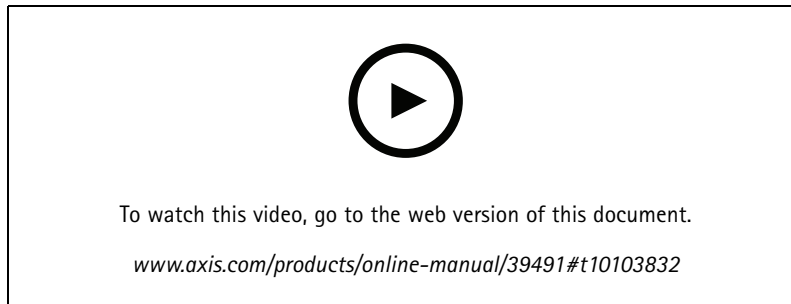 To watch this video, go to the web version of this document.
www.axis.com/products/online-manual/39491#t10103832